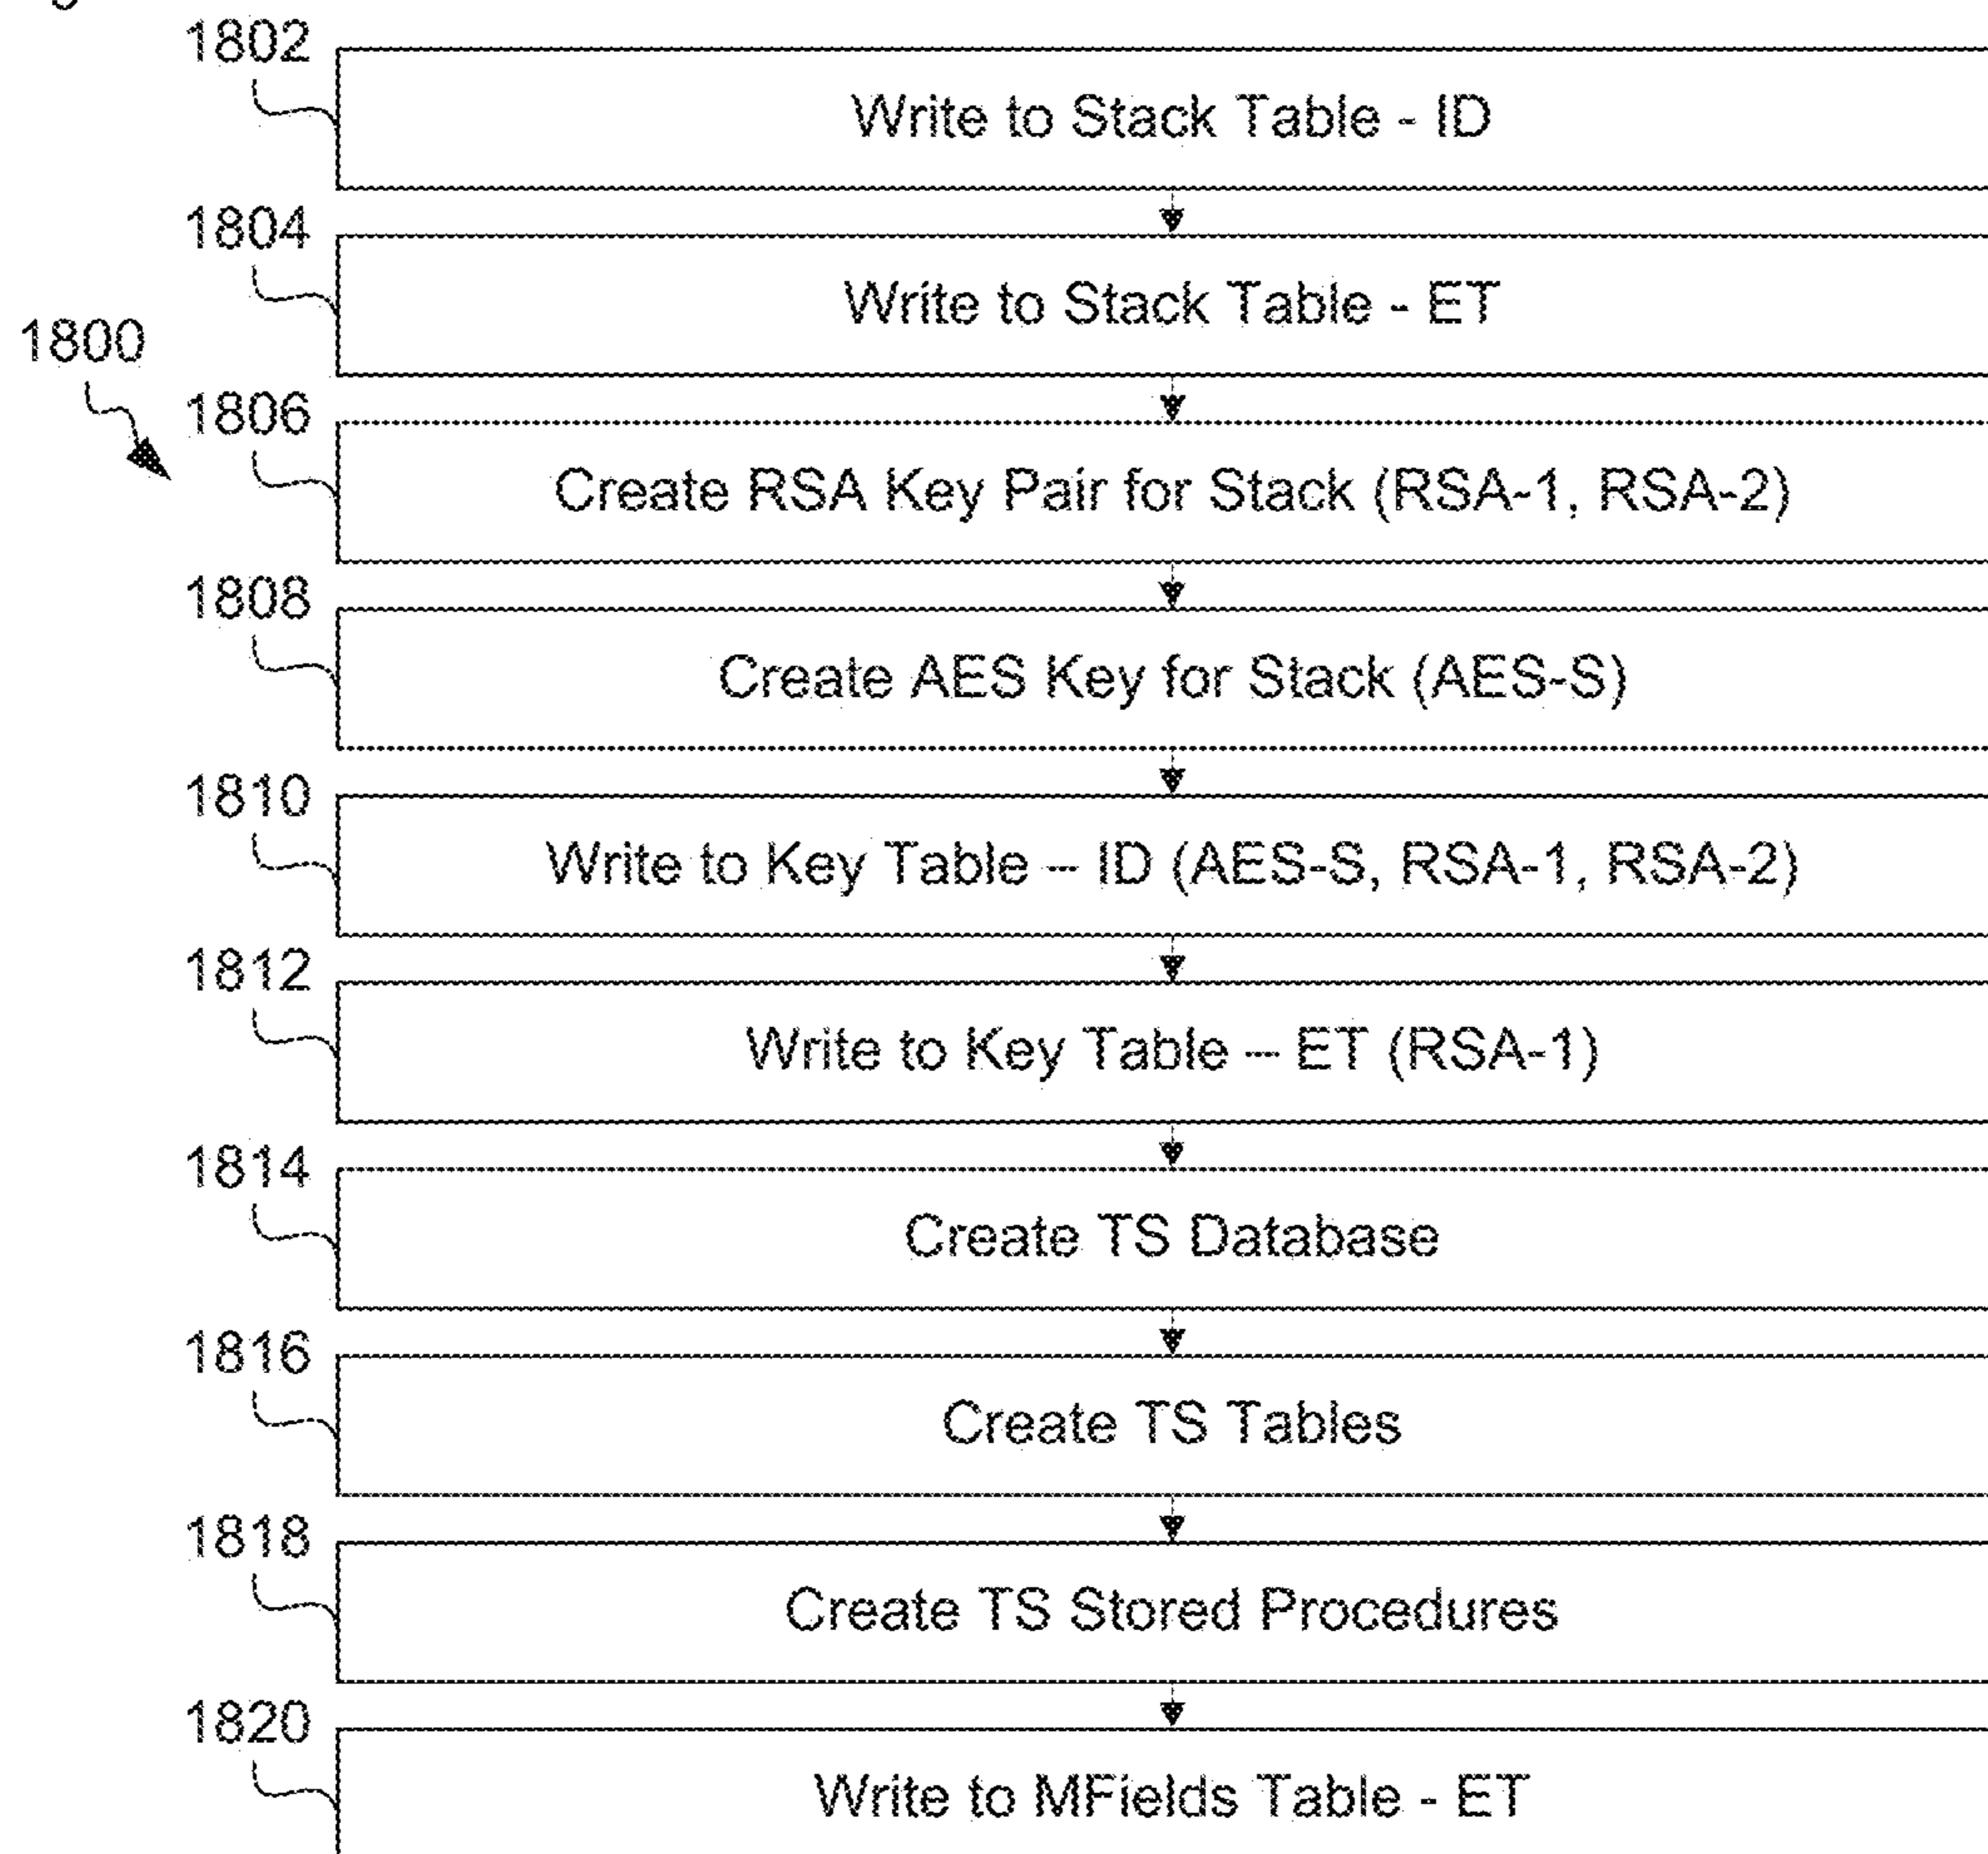 1802
Write to Stack Table - ID
1804
Write to Stack Table - ET
1800
1806
Create RSA Key Pair for Stack (RSA-1, RSA-2)
1808
Create AES Key for Stack (AES-S)
1810
Write to Key Table – ID (AES-S, RSA-1, RSA-2)
1812
Write to Key Table – ET (RSA-1)
1814
Create TS Database
1816
Create TS Tables
1818
Create TS Stored Procedures
1820
Write to MFields Table - ET